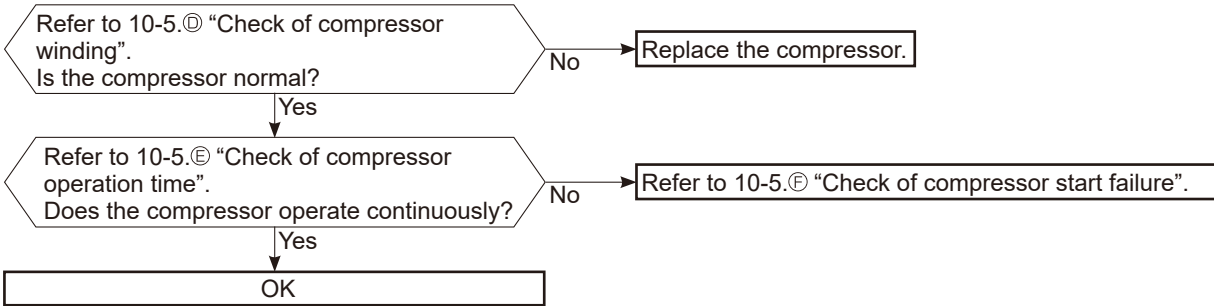 Refer to 10-5.Ⓓ “Check of compressor
winding”.
Is the compressor normal?
No
Replace the compressor.
Yes
Refer to 10-5.Ⓔ “Check of compressor
operation time”.
Does the compressor operate continuously?
No
Refer to 10-5.Ⓕ “Check of compressor start failure”.
Yes
OK